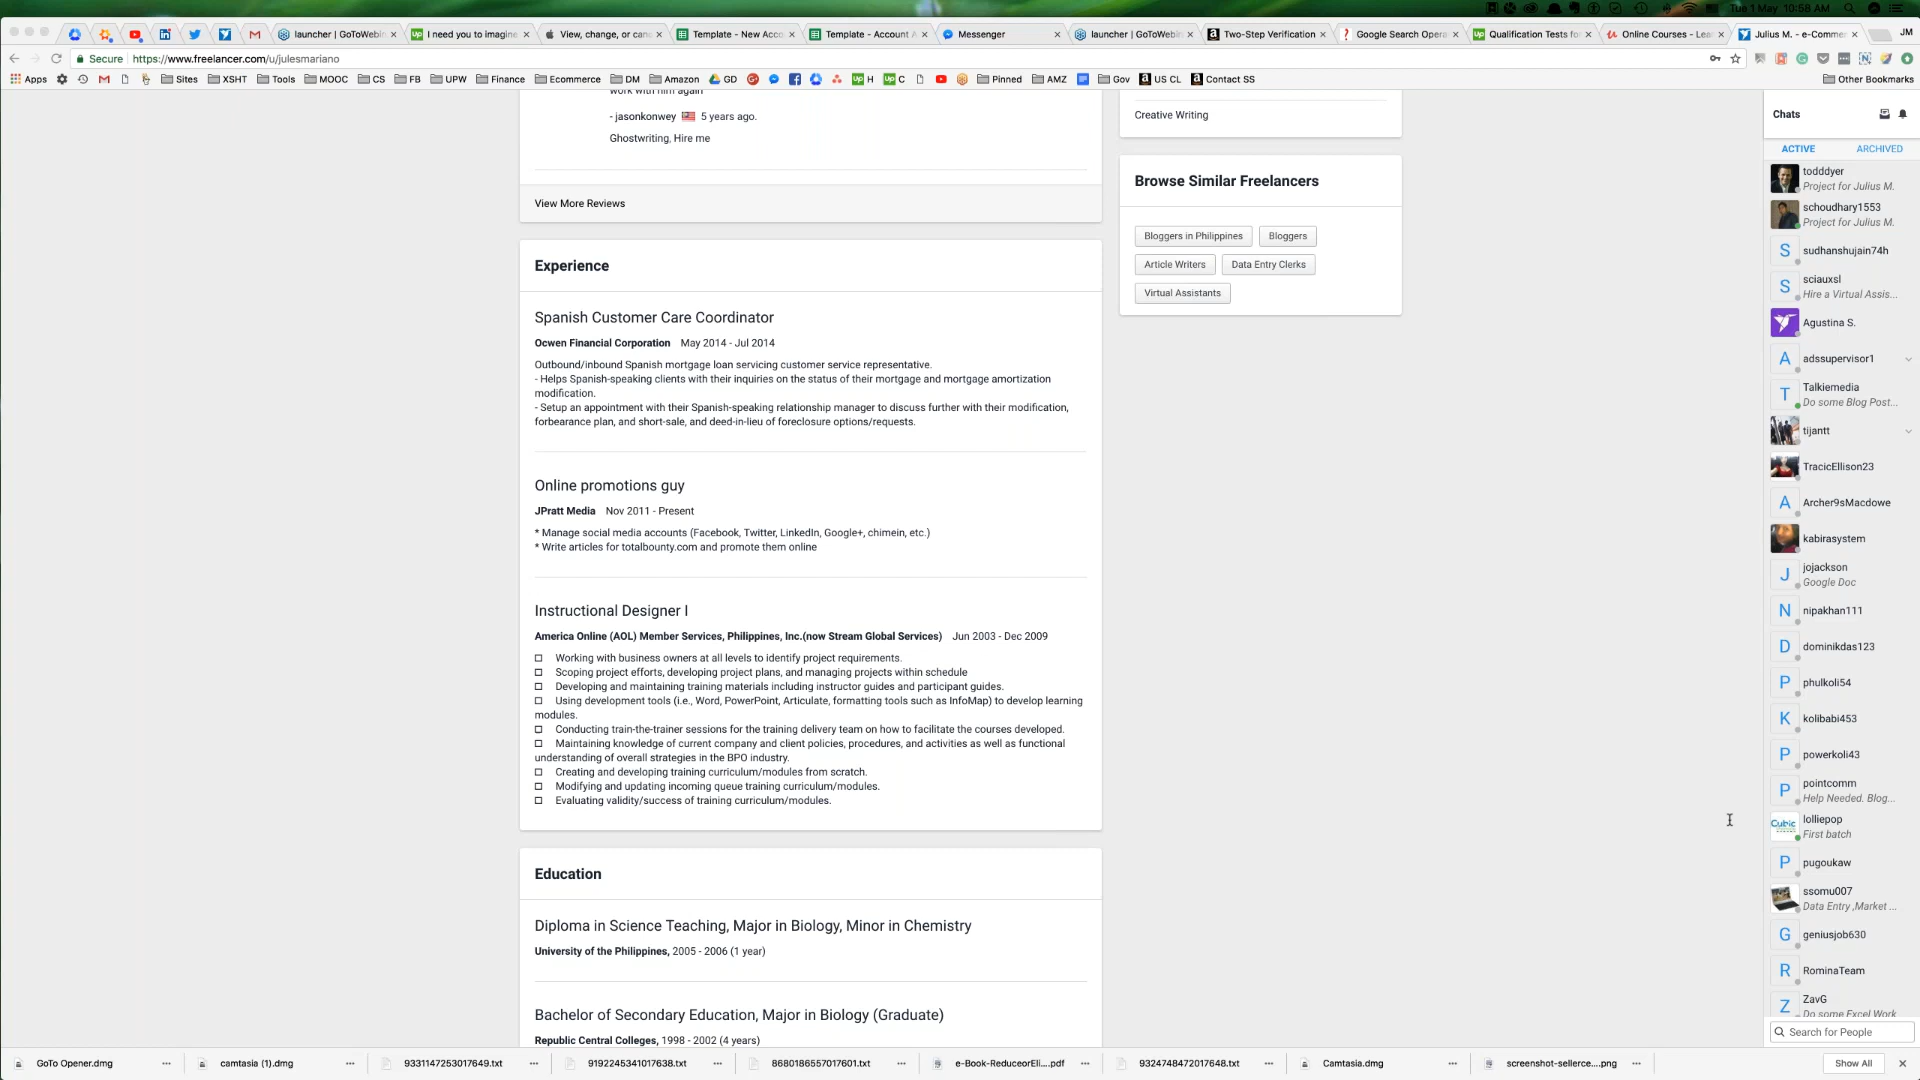 Tue 1 May 10:58 AM
launcher | GoToWebin
I need you to imagine
View, change, or can
Template - New Acco
Template - Account A
Messenger
launcher | GoToWebin
Two-Step Verification
Google Search Opera
Qualification Tests fo
Online Courses - Lea
Julius M. - e-Commer
JM
Secure https://www.freelancer.com/u/julesmariano
Apps
Sites
XSHT
Tools
MOOC
CS
FB
UPW
Finance
Ecommerce
DM
Amazon
GD
H
C
Pinned
AMZ
Gov
US CL
Contact SS
Other Bookmarks
work with him again
- jasonkonwey 5 years ago.
Ghostwriting, Hire me
View More Reviews
Experience
Spanish Customer Care Coordinator
Ocwen Financial Corporation May 2014 - Jul 2014
Outbound/inbound Spanish mortgage loan servicing customer service representative.
- Helps Spanish-speaking clients with their inquiries on the status of their mortgage and mortgage amortization
modification.
- Setup an appointment with their Spanish-speaking relationship manager to discuss further with their modification,
forbearance plan, and short-sale, and deed-in-lieu of foreclosure options/requests.
Online promotions guy
JPratt Media Nov 2011 - Present
* Manage social media accounts (Facebook, Twitter, LinkedIn, Google+, chimein, etc.)
* Write articles for totalbounty.com and promote them online
Instructional Designer I
America Online (AOL) Member Services, Philippines, Inc.(now Stream Global Services) Jun 2003 - Dec 2009
☐ Working with business owners at all levels to identify project requirements.
☐ Scoping project efforts, developing project plans, and managing projects within schedule
☐ Developing and maintaining training materials including instructor guides and participant guides.
☐ Using development tools (i.e., Word, PowerPoint, Articulate, formatting tools such as InfoMap) to develop learning
modules.
☐ Conducting train-the-trainer sessions for the training delivery team on how to facilitate the courses developed.
☐ Maintaining knowledge of current company and client policies, procedures, and activities as well as functional
understanding of overall strategies in the BPO industry.
☐ Creating and developing training curriculum/modules from scratch.
☐ Modifying and updating incoming queue training curriculum/modules.
☐ Evaluating validity/success of training curriculum/modules.
Education
Diploma in Science Teaching, Major in Biology, Minor in Chemistry
University of the Philippines, 2005 - 2006 (1 year)
Bachelor of Secondary Education, Major in Biology (Graduate)
Republic Central Colleges, 1998 - 2002 (4 years)
Creative Writing
Browse Similar Freelancers
Bloggers in Philippines
Bloggers
Article Writers
Data Entry Clerks
Virtual Assistants
Chats
ACTIVE ARCHIVED
todddyer
Project for Julius M.
schoudhary1553
Project for Julius M.
S sudhanshujain74h
S sciauxsl
Hire a Virtual Assis...
Agustina S.
A adssupervisor1
T Talkiemedia
Do some Blog Post...
tijantt
TracicEllison23
A Archer9sMacdowe
kabirasystem
J jojackson
Google Doc
N nipakhan111
D dominikdas123
P phulkoli54
K kolibabi453
P powerkoli43
P pointcomm
Help Needed. Blog...
Cubic lolliepop
First batch
P pugoukaw
ssomu007
Data Entry ,Market ...
G geniusjob630
R RominaTeam
Z ZavG
Do some Excel Work
Search for People
GoTo Opener.dmg
camtasia (1).dmg
9331147253017649.txt
9192245341017638.txt
8680186557017601.txt
e-Book-ReduceorEli....pdf
9324748472017648.txt
Camtasia.dmg
screenshot-sellerce....png
Show All